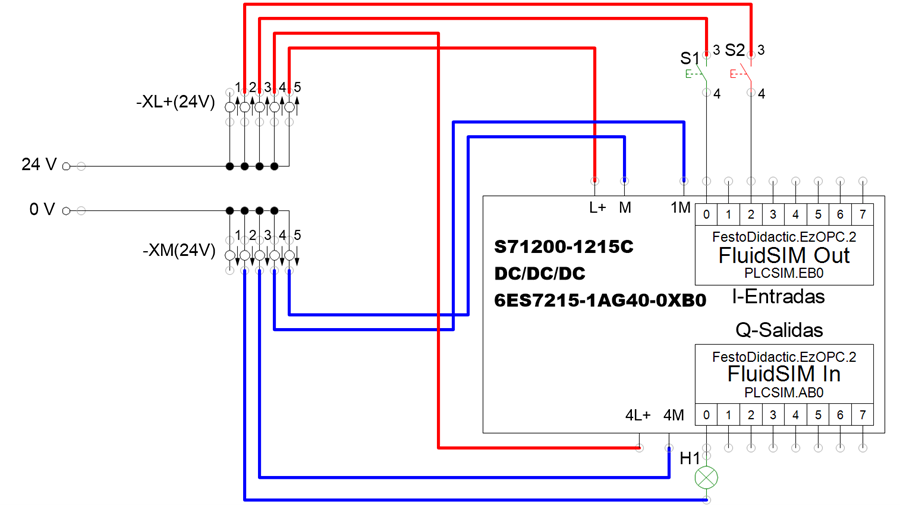 S1 3 S2 3
1 2 3 4 5
-XL+(24V)
4 4
24 V
0 V
L+ M 1M
0 1 2 3 4 5 6 7
1 2 3 4 5
-XM(24V)
S71200-1215C
DC/DC/DC
6ES7215-1AG40-0XB0
FestoDidactic.EzOPC.2
FluidSIM Out
PLCSIM.EB0
I-Entradas
Q-Salidas
FestoDidactic.EzOPC.2
FluidSIM In
PLCSIM.AB0
4L+ 4M
0 1 2 3 4 5 6 7
H1